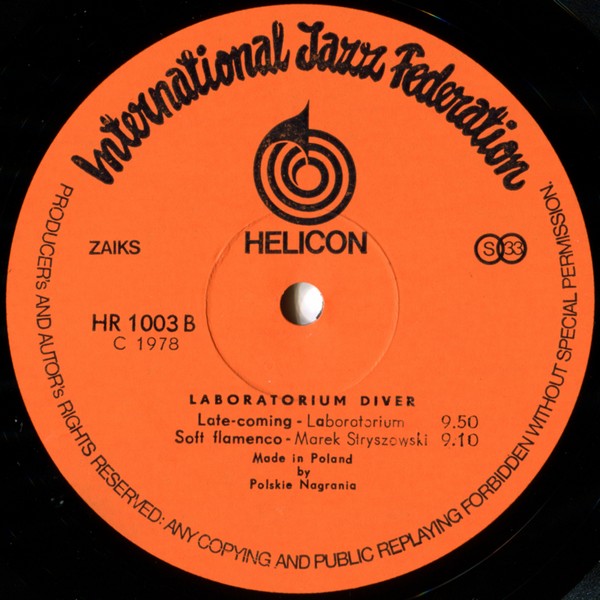 International Jazz Federation
HELICON
ZAIKS
S 33
HR 1003 B
C 1978
LABORATORIUM DIVER
Late-coming - Laboratorium 9.50
Soft flamenco - Marek Stryszowski 9.10
Made in Poland
by
Polskie Nagrania
PRODUCER's AND AUTOR's RIGHTS RESERVED: ANY COPYING AND PUBLIC REPLAYING FORBIDDEN WITHOUT SPECIAL PERMISSION.